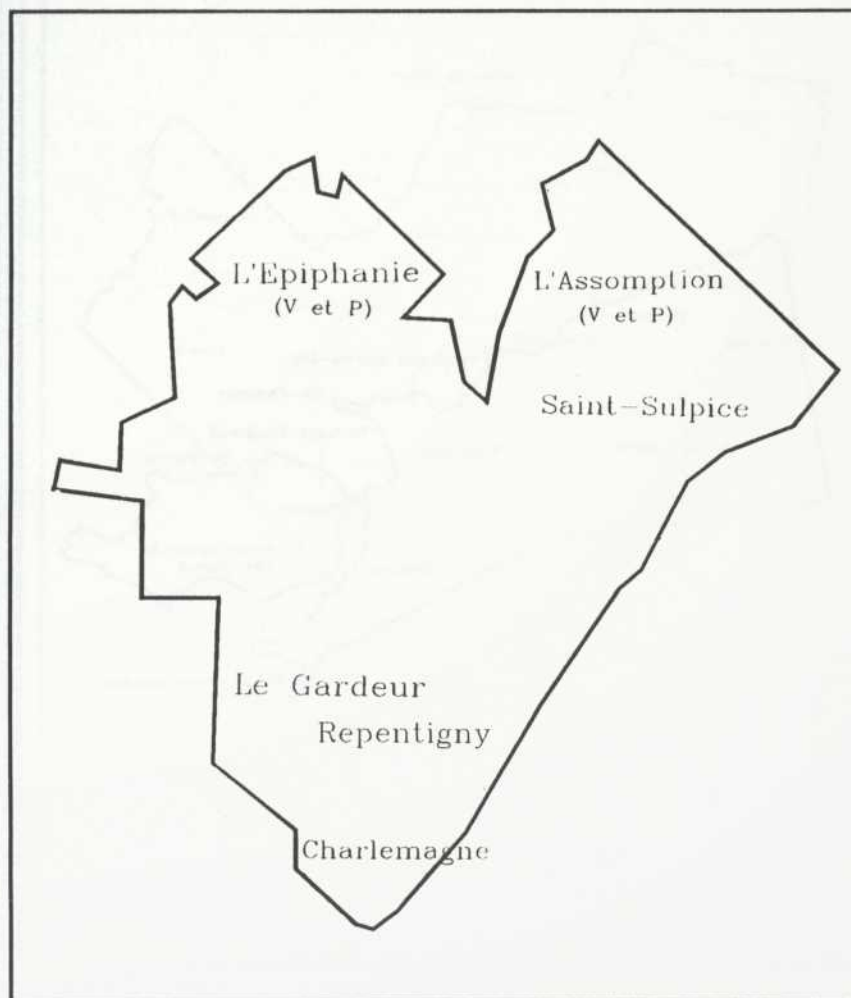 L'Epiphanie
(V et P)
L'Assomption
(V et P)
Saint-Sulpice
Le Gardeur
Repentigny
Charlemagne